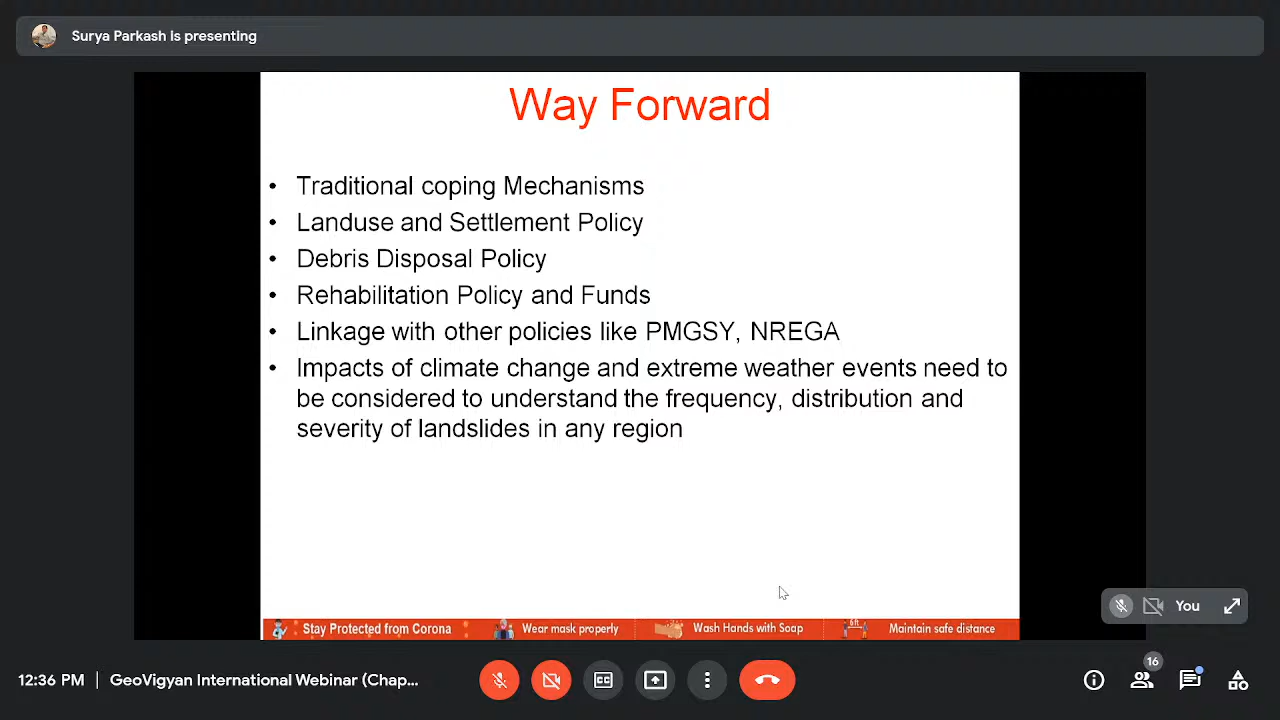 Surya Parkash is presenting
Way Forward
• Traditional coping Mechanisms
• Landuse and Settlement Policy
• Debris Disposal Policy
• Rehabilitation Policy and Funds
• Linkage with other policies like PMGSY, NREGA
• Impacts of climate change and extreme weather events need to
be considered to understand the frequency, distribution and
severity of landslides in any region
Stay Protected from Corona
Wear mask properly
Wash Hands with Soap
6ft
Maintain safe distance
You
12:36 PM | GeoVigyan International Webinar (Chap...
16